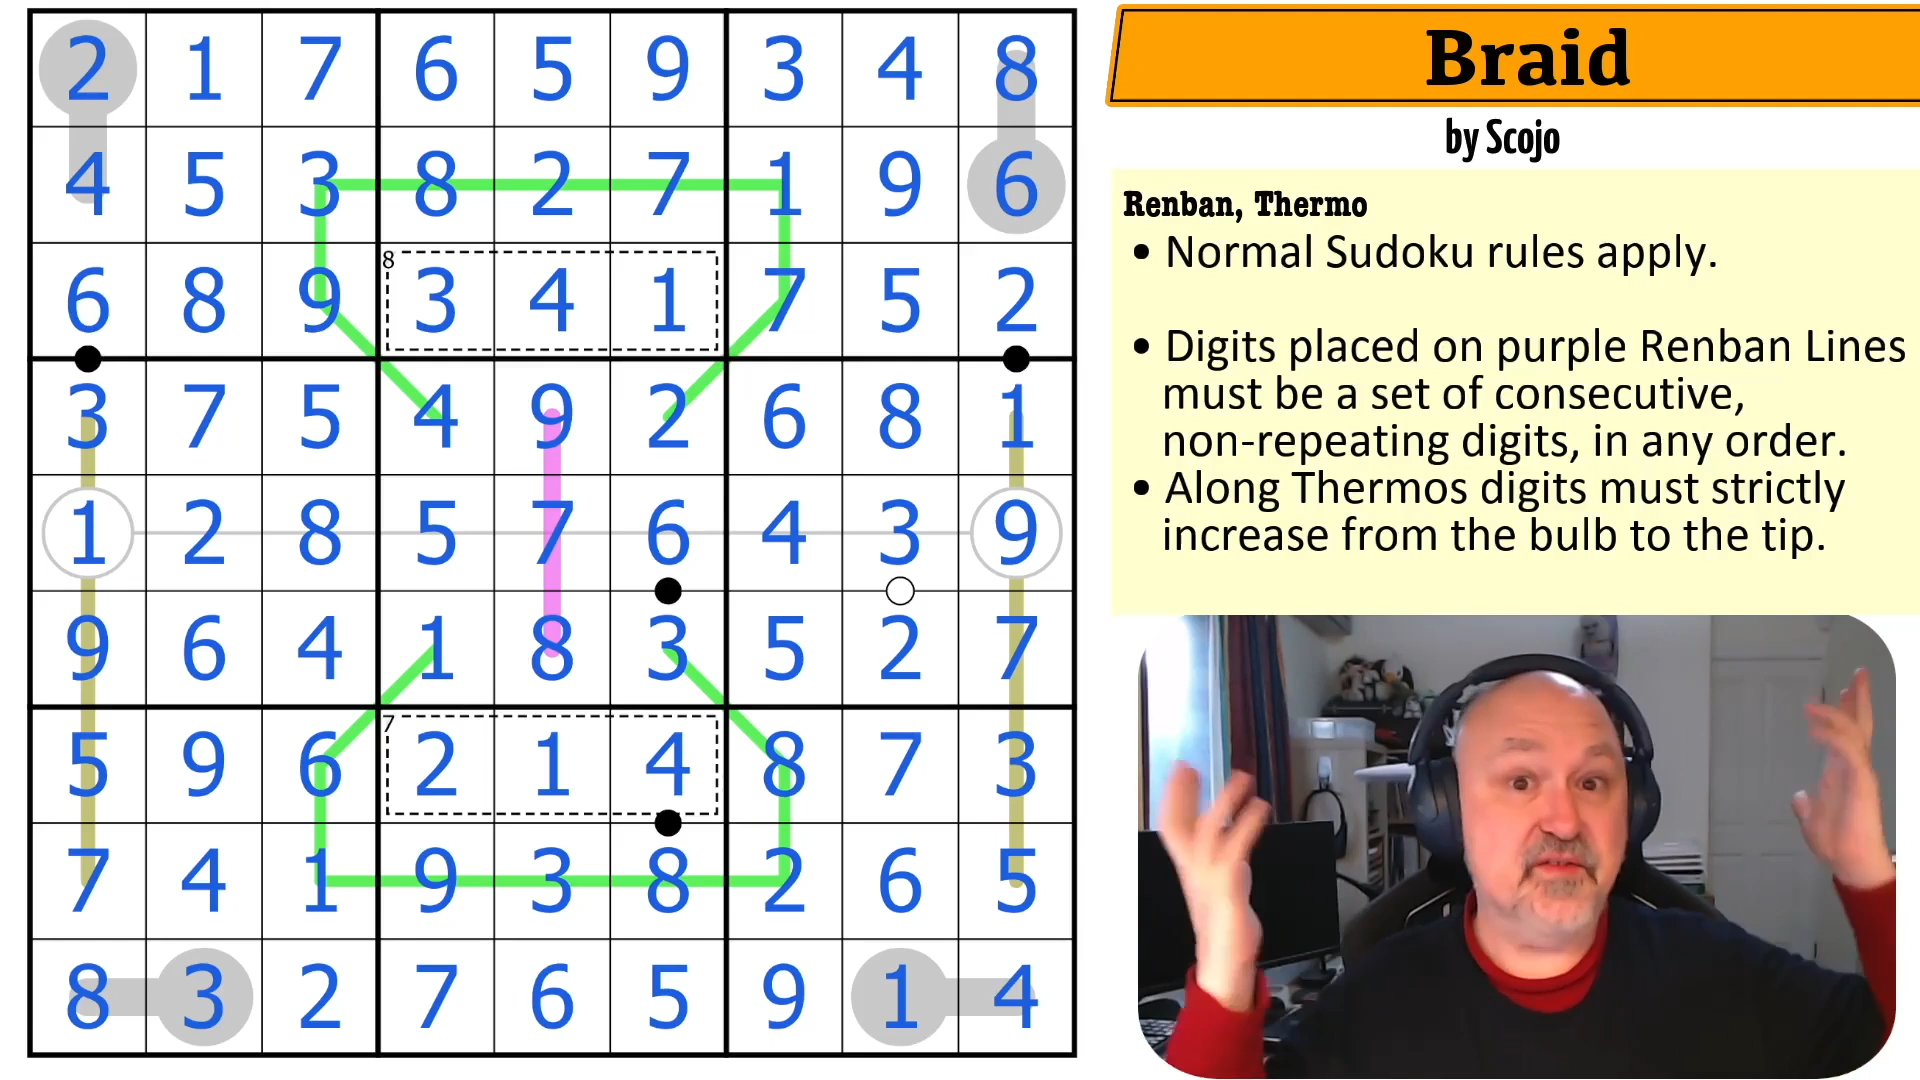 Braid
by Scojo
Renban, Thermo
• Normal Sudoku rules apply.
• Digits placed on purple Renban Lines
must be a set of consecutive,
non-repeating digits, in any order.
• Along Thermos digits must strictly
increase from the bulb to the tip.
2 1 7 6 5 9 3 4 8
4 5 3 8 2 7 1 9 6
8
6 8 9 3 4 1 7 5 2
3 7 5 4 9 2 6 8 1
1 2 8 5 7 6 4 3 9
9 6 4 1 8 3 5 2 7
7
5 9 6 2 1 4 8 7 3
7 4 1 9 3 8 2 6 5
8 3 2 7 6 5 9 1 4